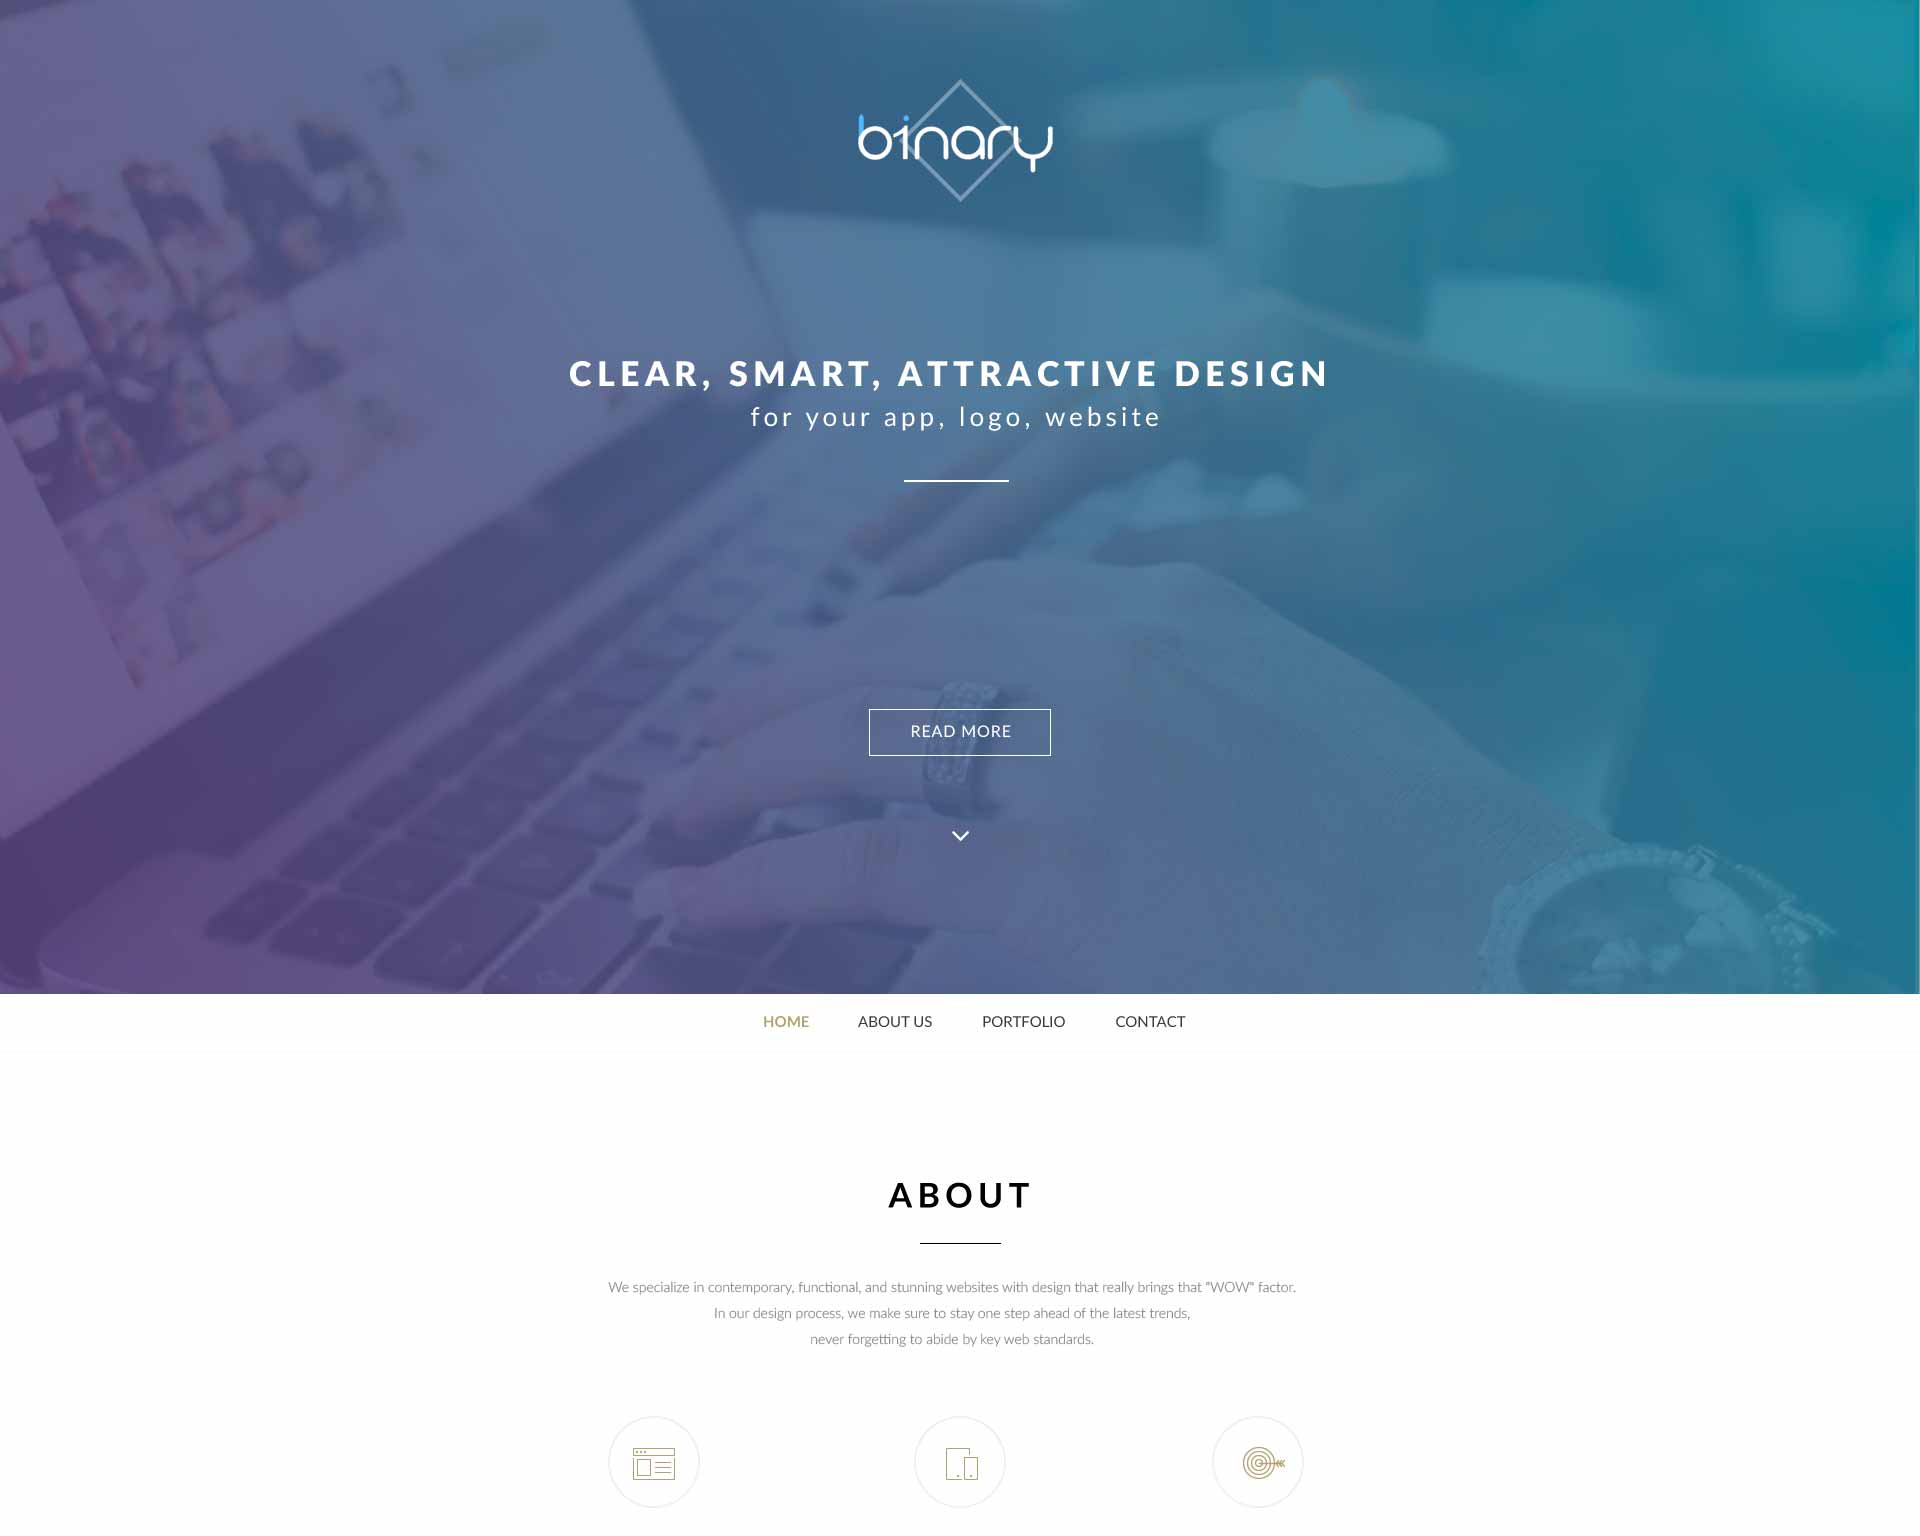 binary
CLEAR, SMART, ATTRACTIVE DESIGN
for your app, logo, website
READ MORE
HOME ABOUT US PORTFOLIO CONTACT
ABOUT
We specialize in contemporary, functional, and stunning websites with design that really brings that "WOW" factor.
In our design process, we make sure to stay one step ahead of the latest trends,
never forgetting to abide by key web standards.